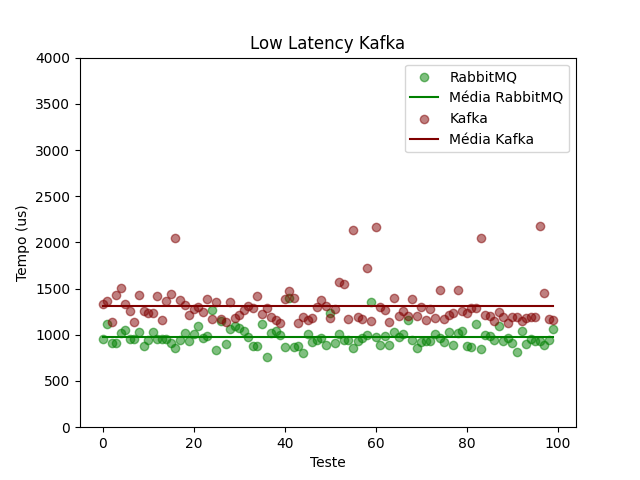 Low Latency Kafka
RabbitMQ
Média RabbitMQ
Kafka
Média Kafka
Tempo (us)
4000
3500
3000
2500
2000
1500
1000
500
0
0 20 40 60 80 100
Teste